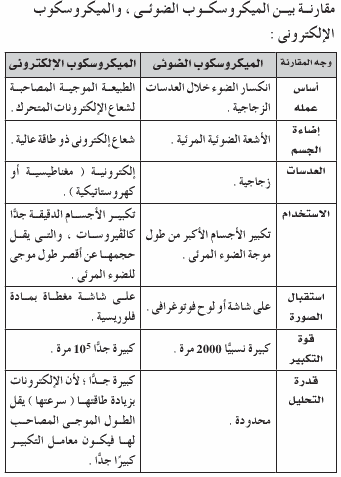 مقارنة بين الميكروسكوب الضوئى ، والميكروسكوب
الإلكترونى :
وجه المقارنة
الميكروسكوب الضوئى
الميكروسكوب الإلكترونى
أساس
عمله
انكسار الضوء خلال العدسات
الزجاجية .
الطبيعة الموجية المصاحبة
لشعاع الإلكترونات المتحرك .
إضاءة
الجسم
الأشعة الضوئية المرئية .
شعاع إلكترونى ذو طاقة عالية .
العدسات
زجاجية .
إلكترونية ( مغناطيسية أو
كهروستاتيكية ) .
الاستخدام
تكبير الأجسام الأكبر من طول
موجة الضوء المرئى .
تكبير الأجسام الدقيقة جدًّا
كالفيروسات ، والتى يقل
حجمها عن أقصر طول موجى
للضوء المرئى .
استقبال
الصورة
على شاشة أو لوح فوتوغرافى .
على شاشة مغطاة بمادة
فلوريسية .
قوة
التكبير
كبيرة نسبيًّا 2000 مرة .
كبيرة جدًّا 10⁵ مرة .
قدرة
التحليل
محدودة .
كبيرة جدًّا ؛ لأن الإلكترونات
بزيادة طاقتها ( سرعتها ) يقل
الطول الموجى المصاحب
لها فيكون معامل التكبير
كبيرًا جدًّا .